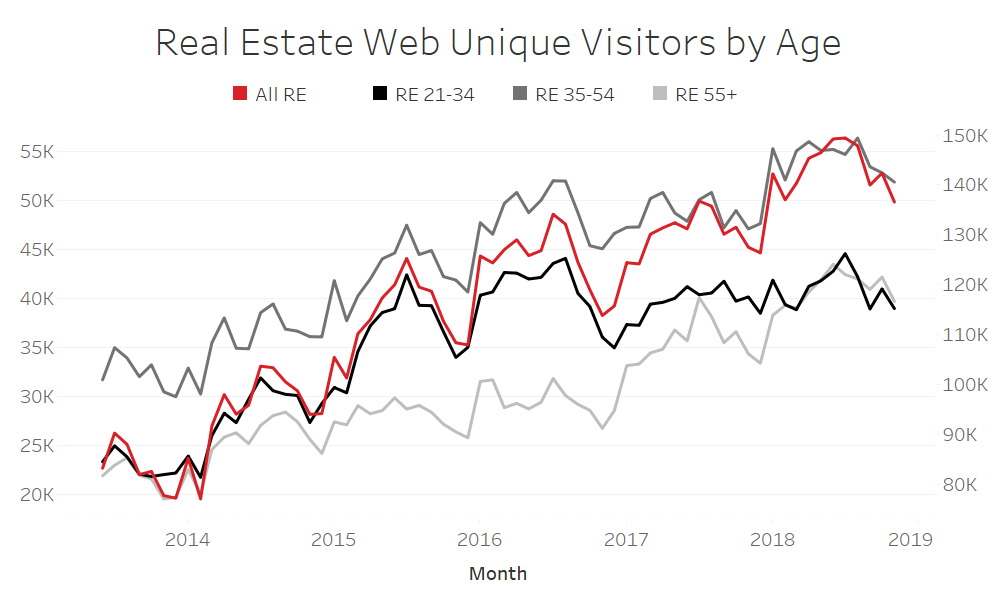 Real Estate Web Unique Visitors by Age
All RE RE 21-34 RE 35-54 RE 55+
150K
55K
140K
50K
130K
45K
120K
40K
110K
35K
100K
30K
90K
25K
80K
20K
2014 2015 2016 2017 2018 2019
Month